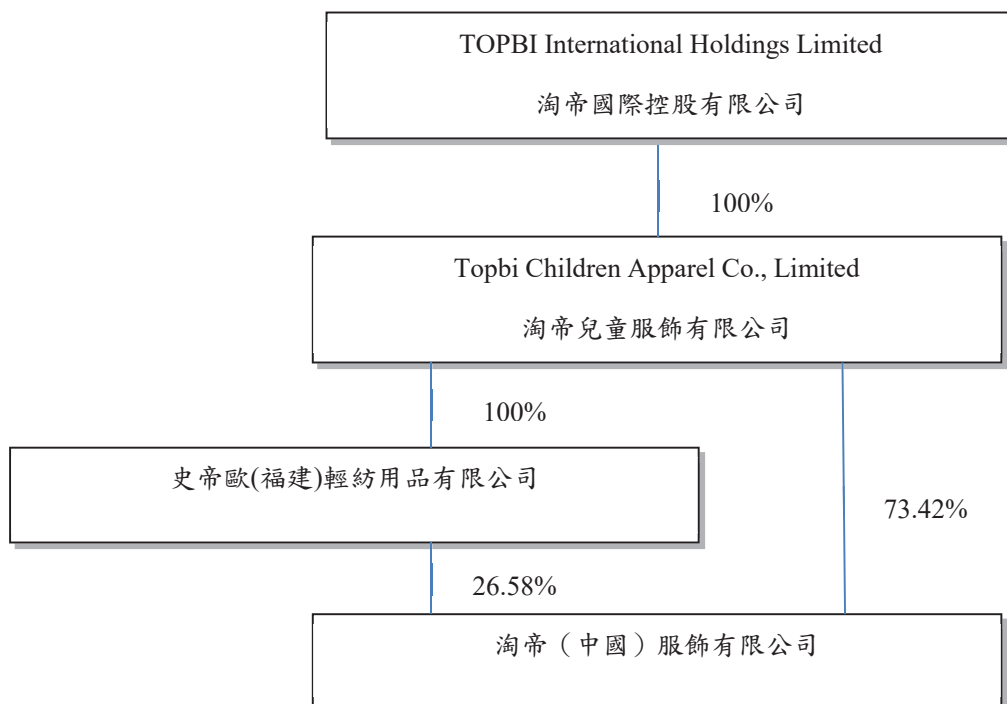 TOPBI International Holdings Limited
淘帝國際控股有限公司
100%
Topbi Children Apparel Co., Limited
淘帝兒童服飾有限公司
100%
史帝歐(福建)輕紡用品有限公司
73.42%
26.58%
淘帝（中國）服飾有限公司